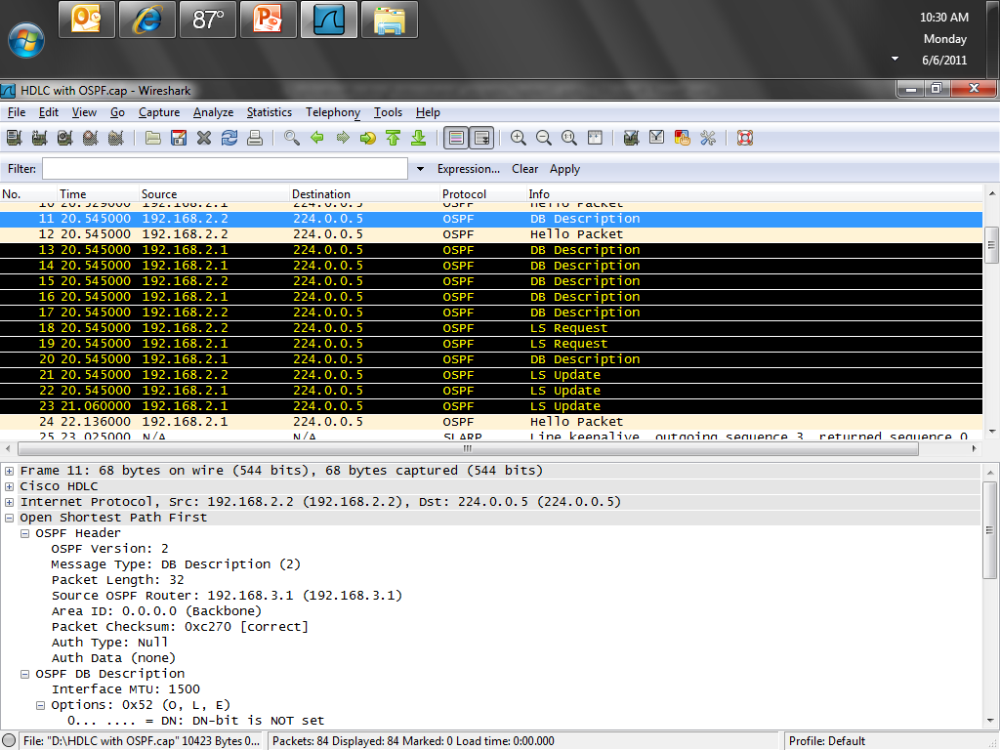 87°
10:30 AM
Monday
6/6/2011
HDLC with OSPF.cap - Wireshark
File Edit View Go Capture Analyze Statistics Telephony Tools Help
Filter: Expression... Clear Apply
No. Time Source Destination Protocol Info
10 20.529000 192.168.2.1 224.0.0.5 OSPF Hello Packet
11 20.545000 192.168.2.2 224.0.0.5 OSPF DB Description
12 20.545000 192.168.2.2 224.0.0.5 OSPF Hello Packet
13 20.545000 192.168.2.1 224.0.0.5 OSPF DB Description
14 20.545000 192.168.2.1 224.0.0.5 OSPF DB Description
15 20.545000 192.168.2.2 224.0.0.5 OSPF DB Description
16 20.545000 192.168.2.1 224.0.0.5 OSPF DB Description
17 20.545000 192.168.2.2 224.0.0.5 OSPF DB Description
18 20.545000 192.168.2.2 224.0.0.5 OSPF LS Request
19 20.545000 192.168.2.1 224.0.0.5 OSPF LS Request
20 20.545000 192.168.2.1 224.0.0.5 OSPF DB Description
21 20.545000 192.168.2.2 224.0.0.5 OSPF LS Update
22 20.545000 192.168.2.1 224.0.0.5 OSPF LS Update
23 21.060000 192.168.2.1 224.0.0.5 OSPF LS Update
24 22.136000 192.168.2.1 224.0.0.5 OSPF Hello Packet
25 23.025000 N/A N/A SLARP Line keepalive, outgoing sequence 3, returned sequence 0
Frame 11: 68 bytes on wire (544 bits), 68 bytes captured (544 bits)
Cisco HDLC
Internet Protocol, Src: 192.168.2.2 (192.168.2.2), Dst: 224.0.0.5 (224.0.0.5)
Open Shortest Path First
OSPF Header
OSPF Version: 2
Message Type: DB Description (2)
Packet Length: 32
Source OSPF Router: 192.168.3.1 (192.168.3.1)
Area ID: 0.0.0.0 (Backbone)
Packet Checksum: 0xc270 [correct]
Auth Type: Null
Auth Data (none)
OSPF DB Description
Interface MTU: 1500
Options: 0x52 (O, L, E)
0... .... = DN: DN-bit is NOT set
File: "D:\HDLC with OSPF.cap" 10423 Bytes 0... Packets: 84 Displayed: 84 Marked: 0 Load time: 0:00.000 Profile: Default